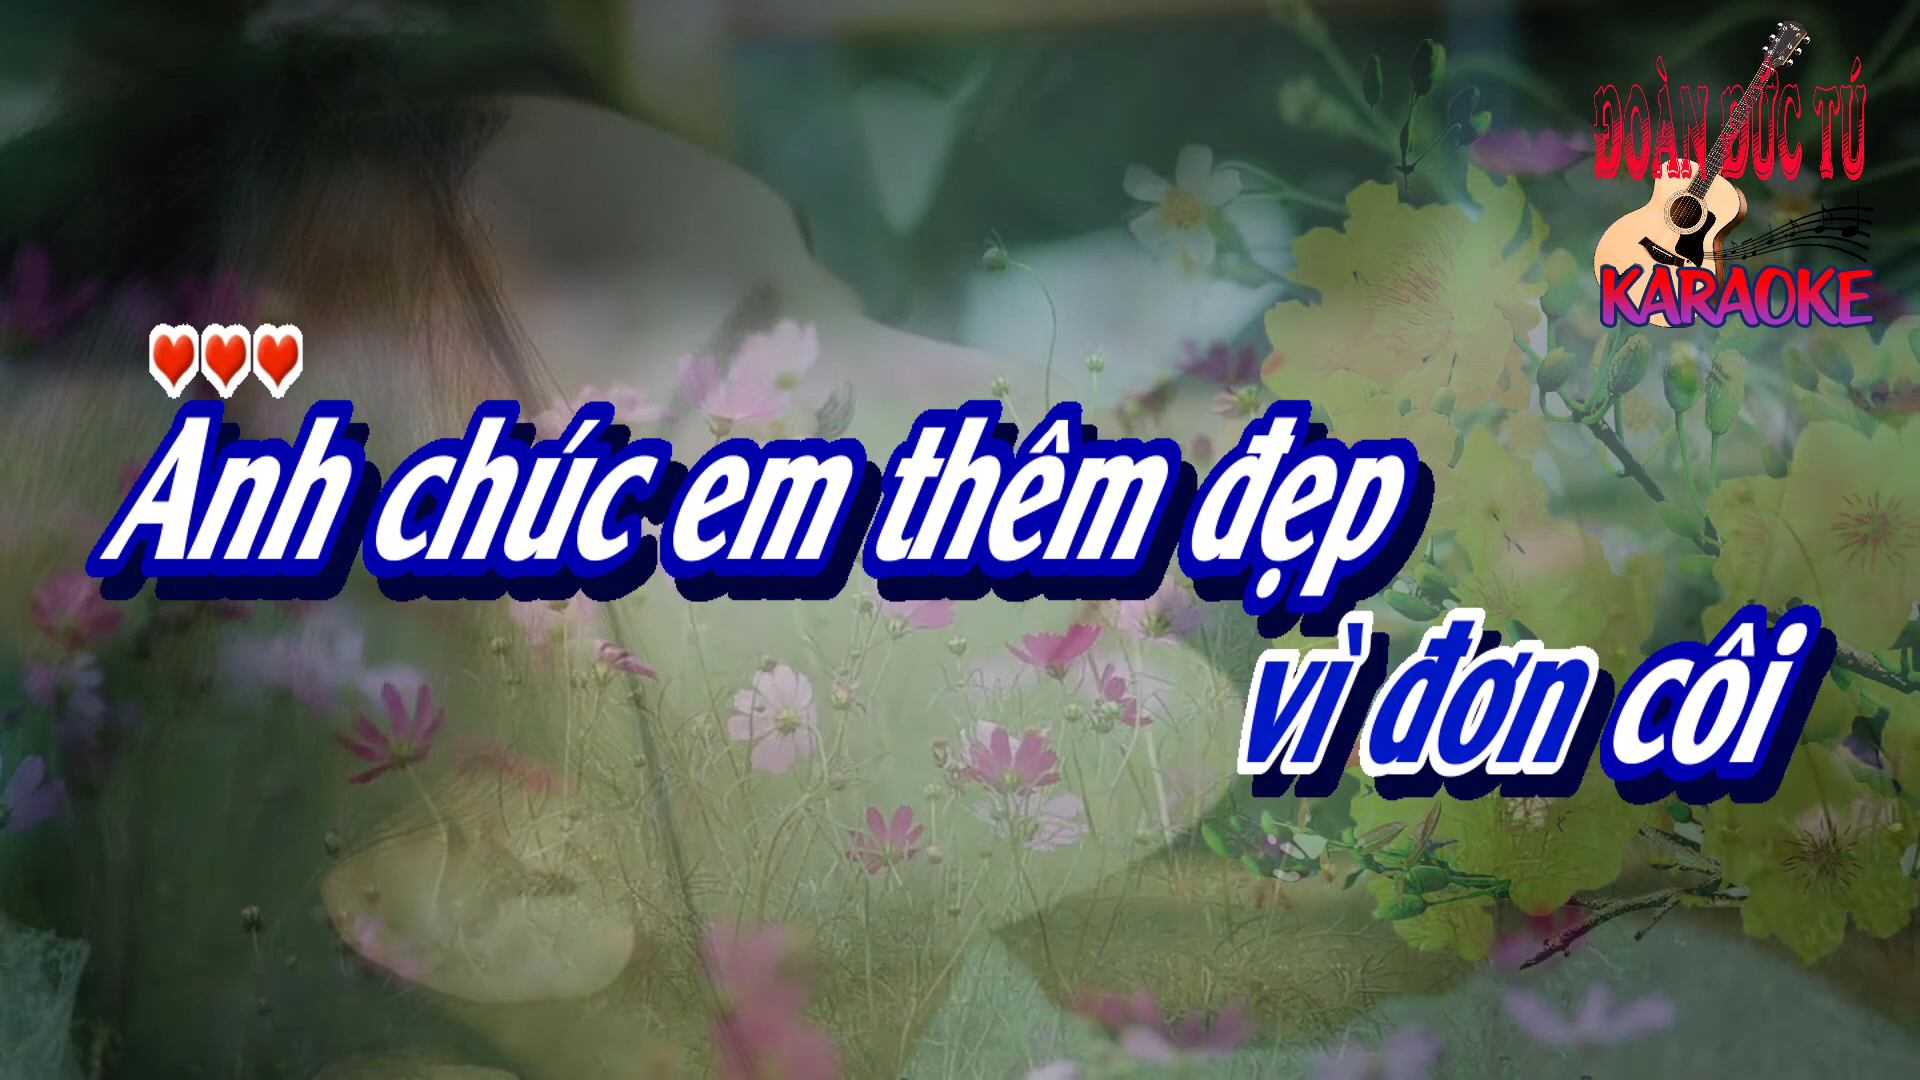 ĐOÀN ĐỨC TÚ
KARAOKE
Anh chúc em thêm đẹp
vì đơn côi